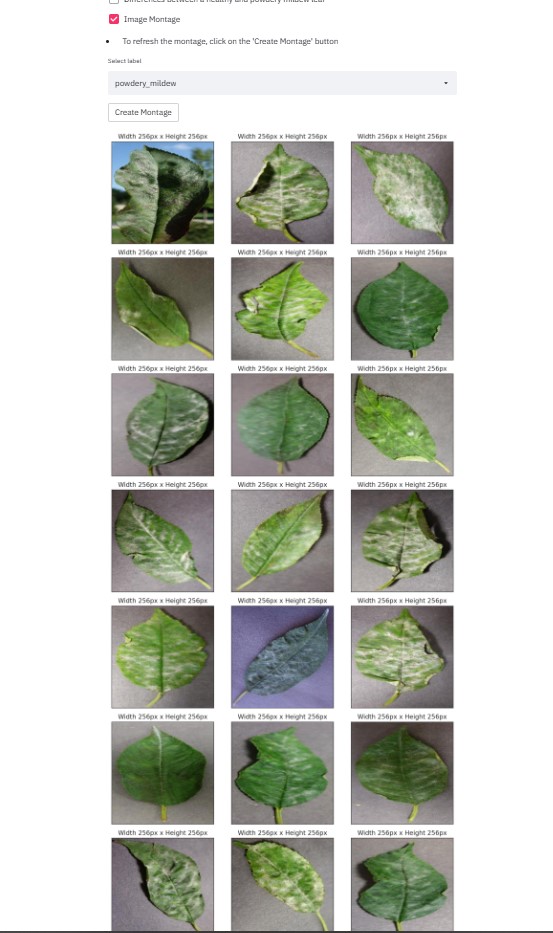 Differences between a healthy and powdery mildew leaf
Image Montage
To refresh the montage, click on the 'Create Montage' button
Select label
powdery_mildew
Create Montage
Width 256px x Height 256px Width 256px x Height 256px Width 256px x Height 256px
Width 256px x Height 256px Width 256px x Height 256px Width 256px x Height 256px
Width 256px x Height 256px Width 256px x Height 256px Width 256px x Height 256px
Width 256px x Height 256px Width 256px x Height 256px Width 256px x Height 256px
Width 256px x Height 256px Width 256px x Height 256px Width 256px x Height 256px
Width 256px x Height 256px Width 256px x Height 256px Width 256px x Height 256px
Width 256px x Height 256px Width 256px x Height 256px Width 256px x Height 256px